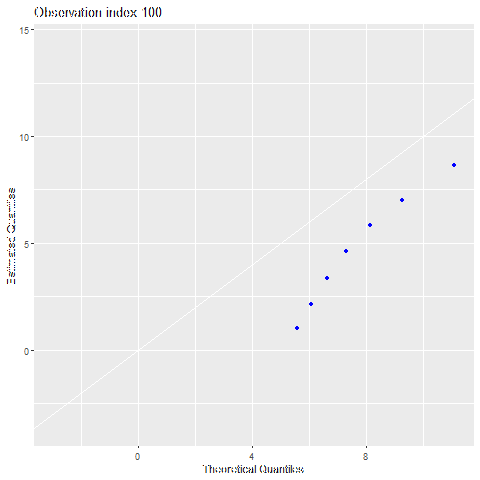 Observation index 100
15
10
5
0
Estimated Quantiles
0
4
8
Theoretical Quantiles